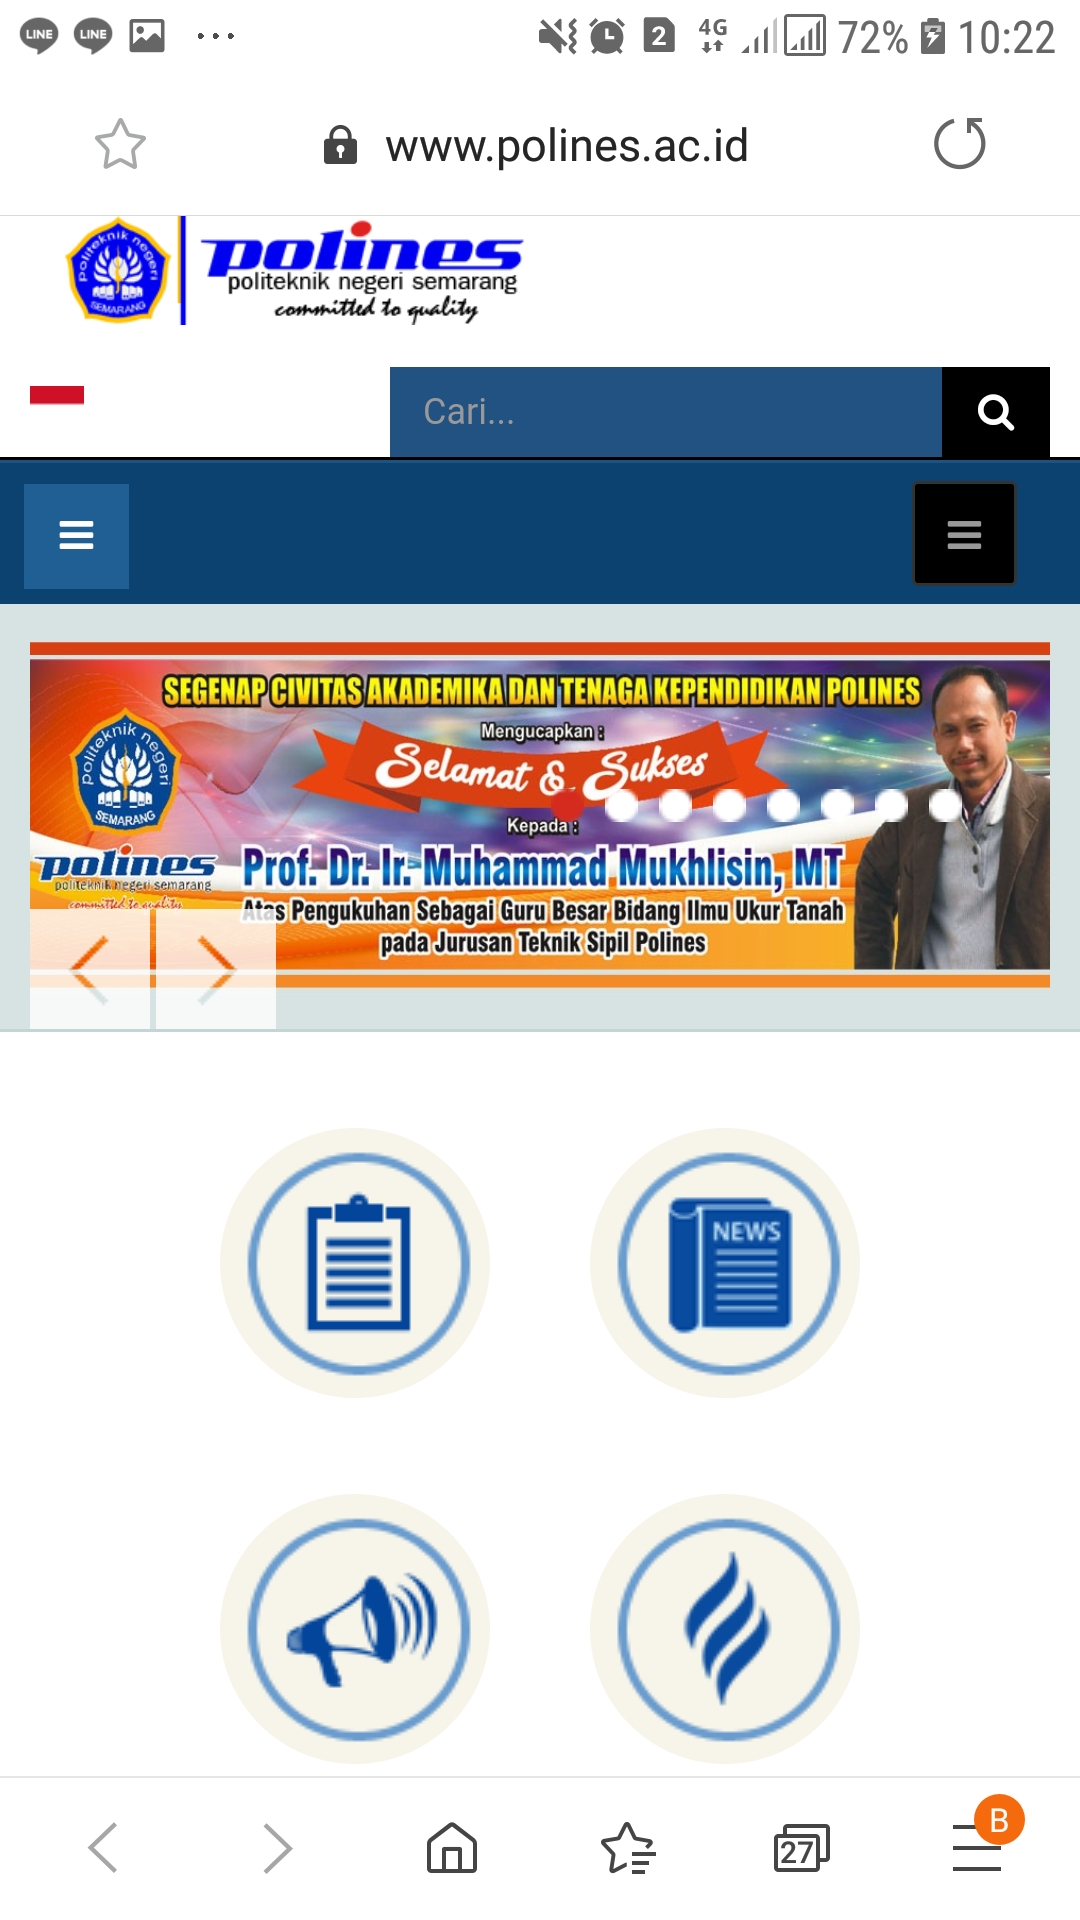 LINE LINE 2 4G 72% 10:22
www.polines.ac.id
politeknik negeri
SEMARANG
polines
politeknik negeri semarang
committed to quality
Cari...
SEGENAP CIVITAS AKADEMIKA DAN TENAGA KEPENDIDIKAN POLINES
Mengucapkan :
Selamat & Sukses
politeknik negeri
SEMARANG
Kepada :
polines
politeknik negeri semarang
committed to quality
Prof. Dr. Ir. Muhammad Mukhlisin, MT
Atas Pengukuhan Sebagai Guru Besar Bidang Ilmu Ukur Tanah
pada Jurusan Teknik Sipil Polines
NEWS
27
B